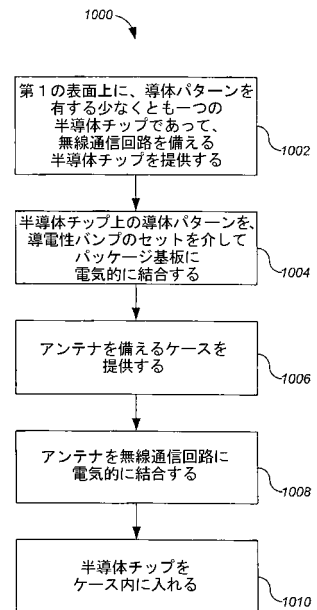 1000
第１の表面上に、導体パターンを
有する少なくとも一つの
半導体チップであって、
無線通信回路を備える
半導体チップを提供する
1002
半導体チップ上の導体パターンを、
導電性バンプのセットを介して
パッケージ基板に
電気的に結合する
1004
アンテナを備えるケースを
提供する
1006
アンテナを無線通信回路に
電気的に結合する
1008
半導体チップを
ケース内に入れる
1010